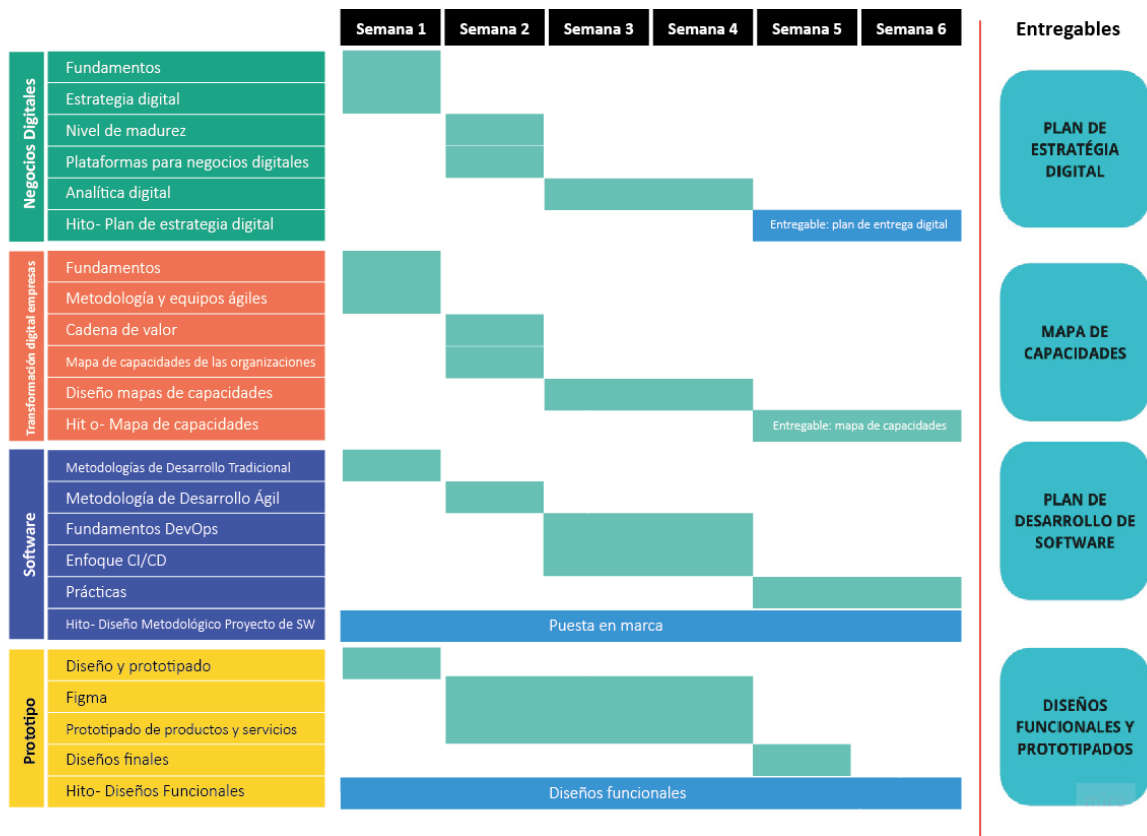 Semana 1 Semana 2 Semana 3 Semana 4 Semana 5 Semana 6
Entregables
Negocios Digitales
Fundamentos
Estrategia digital
Nivel de madurez
Plataformas para negocios digitales
Analítica digital
Hito- Plan de estrategia digital
Entregable: plan de entrega digital
PLAN DE
ESTRATÉGIA
DIGITAL
Transformación digital empresas
Fundamentos
Metodología y equipos ágiles
Cadena de valor
Mapa de capacidades de las organizaciones
Diseño mapas de capacidades
Hit o- Mapa de capacidades
Entregable: mapa de capacidades
MAPA DE
CAPACIDADES
Software
Metodologías de Desarrollo Tradicional
Metodología de Desarrollo Ágil
Fundamentos DevOps
Enfoque CI/CD
Prácticas
Hito- Diseño Metodológico Proyecto de SW
Puesta en marca
PLAN DE
DESARROLLO DE
SOFTWARE
Prototipo
Diseño y prototipado
Figma
Prototipado de productos y servicios
Diseños finales
Hito- Diseños Funcionales
Diseños funcionales
DISEÑOS
FUNCIONALES Y
PROTOTIPADOS